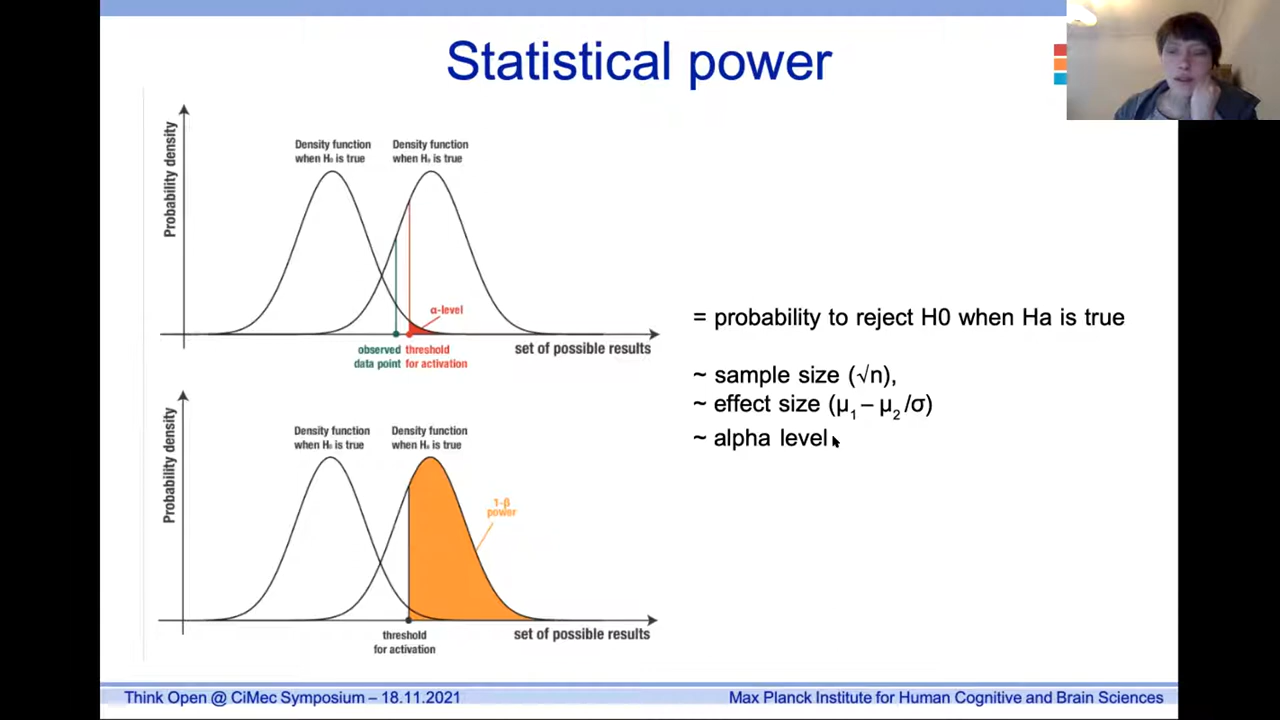 Statistical power
Probability density
Density function
when H₀ is true
Density function
when Hₐ is true
α-level
observed
data point
threshold
for activation
set of possible results
Probability density
Density function
when H₀ is true
Density function
when Hₐ is true
1-β
power
threshold
for activation
set of possible results
= probability to reject H0 when Ha is true
~ sample size (√n),
~ effect size (μ₁ – μ₂ /σ)
~ alpha level
Think Open @ CiMec Symposium – 18.11.2021
Max Planck Institute for Human Cognitive and Brain Sciences